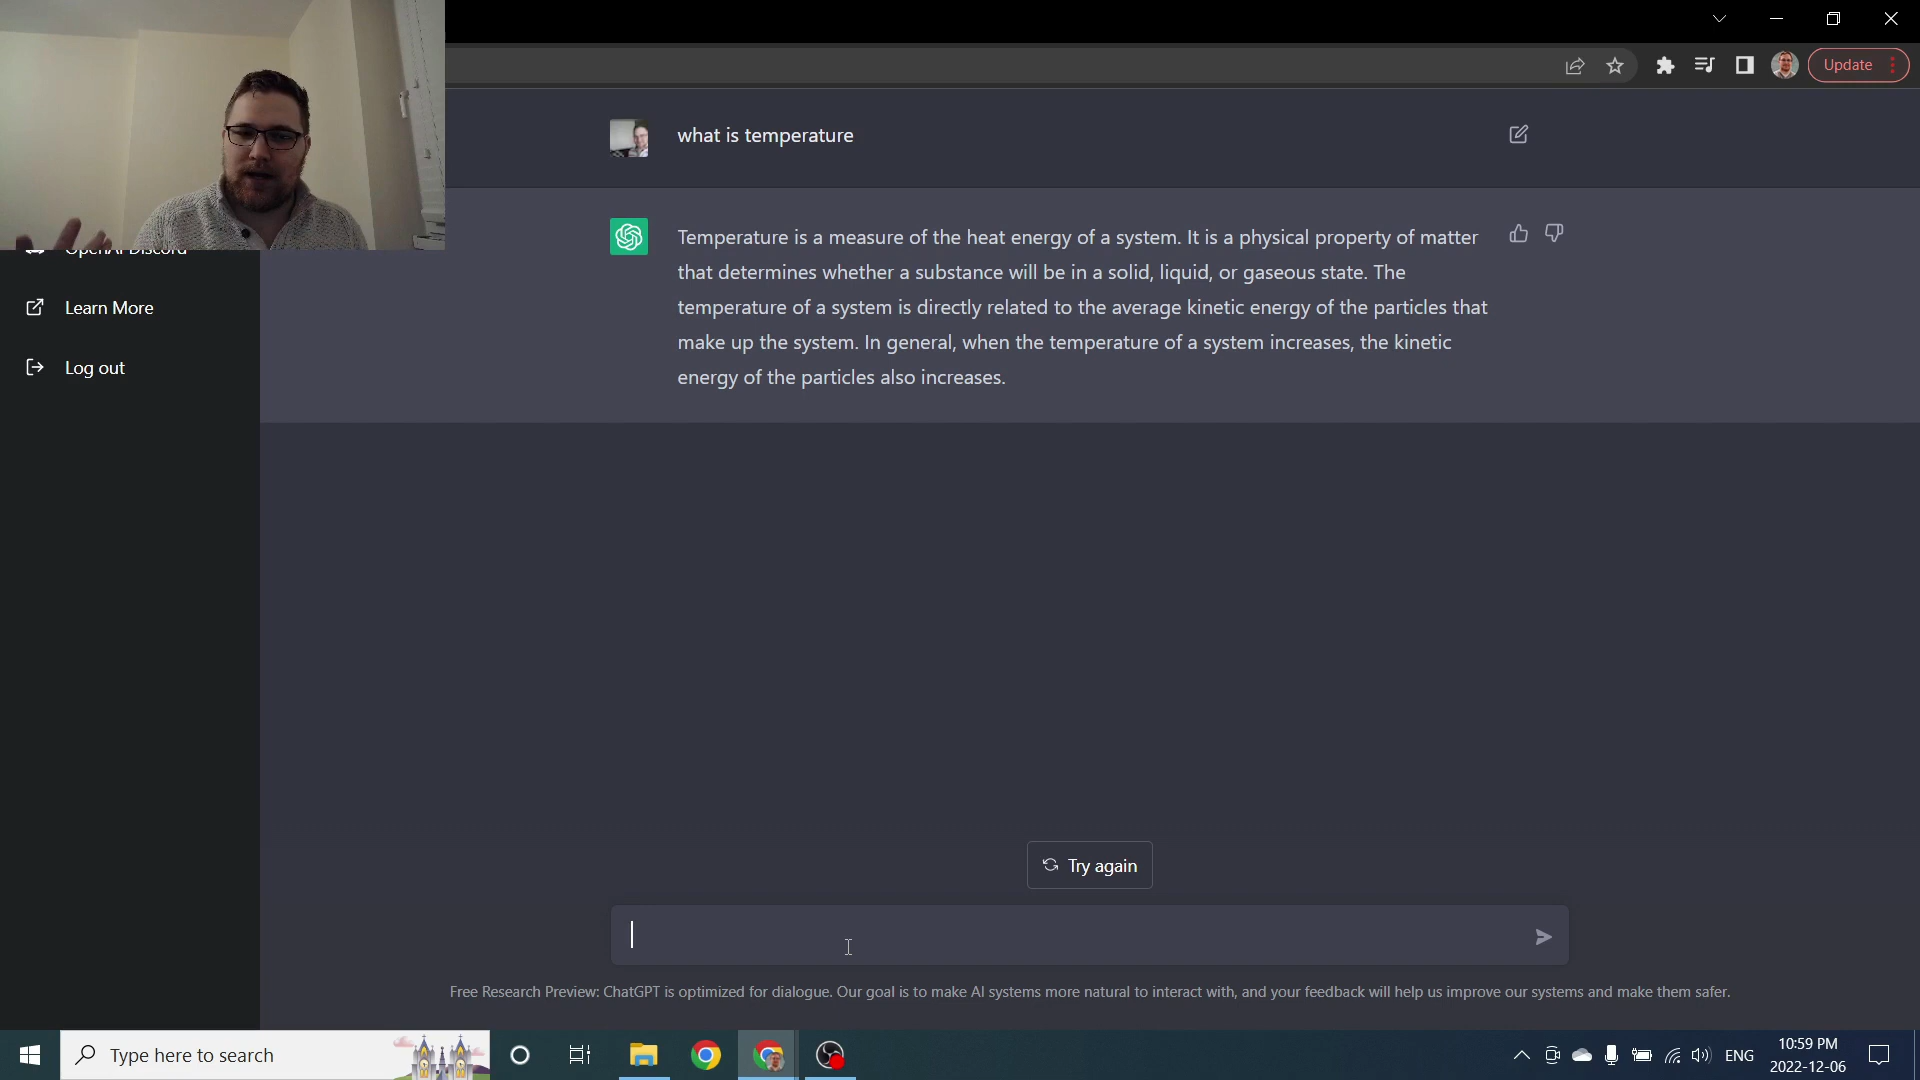 Update
what is temperature
Temperature is a measure of the heat energy of a system. It is a physical property of matter
that determines whether a substance will be in a solid, liquid, or gaseous state. The
temperature of a system is directly related to the average kinetic energy of the particles that
make up the system. In general, when the temperature of a system increases, the kinetic
energy of the particles also increases.
OpenAI Discord
Learn More
Log out
Try again
Free Research Preview: ChatGPT is optimized for dialogue. Our goal is to make AI systems more natural to interact with, and your feedback will help us improve our systems and make them safer.
Type here to search
ENG
10:59 PM
2022-12-06